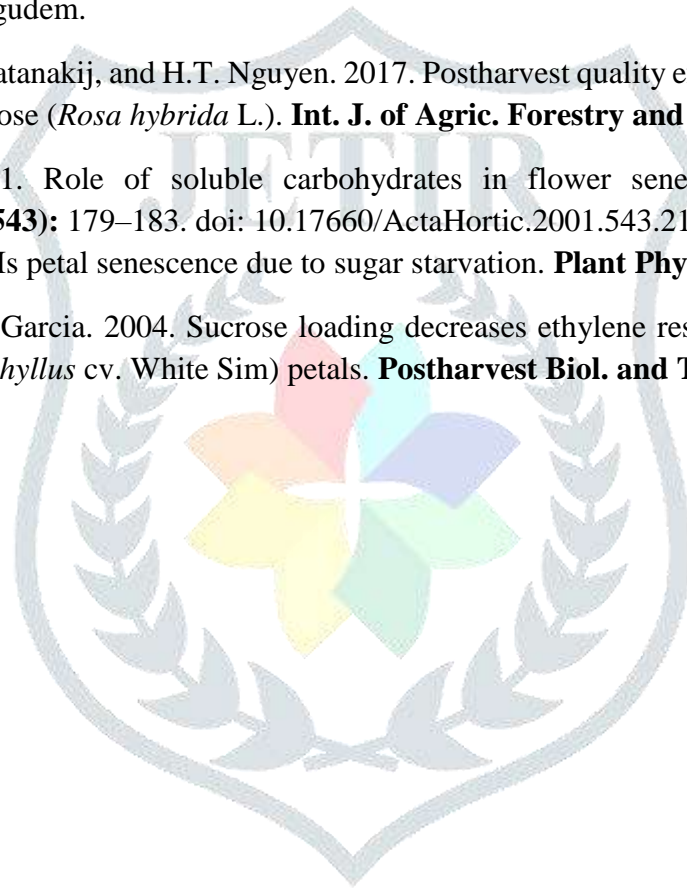 gudem.
atanakij, and H.T. Nguyen. 2017. Postharvest quality e
ose (Rosa hybrida L.). Int. J. of Agric. Forestry and
1. Role of soluble carbohydrates in flower sene
543): 179–183. doi: 10.17660/ActaHortic.2001.543.21
Is petal senescence due to sugar starvation. Plant Phy
Garcia. 2004. Sucrose loading decreases ethylene res
hyllus cv. White Sim) petals. Postharvest Biol. and T
JETIR